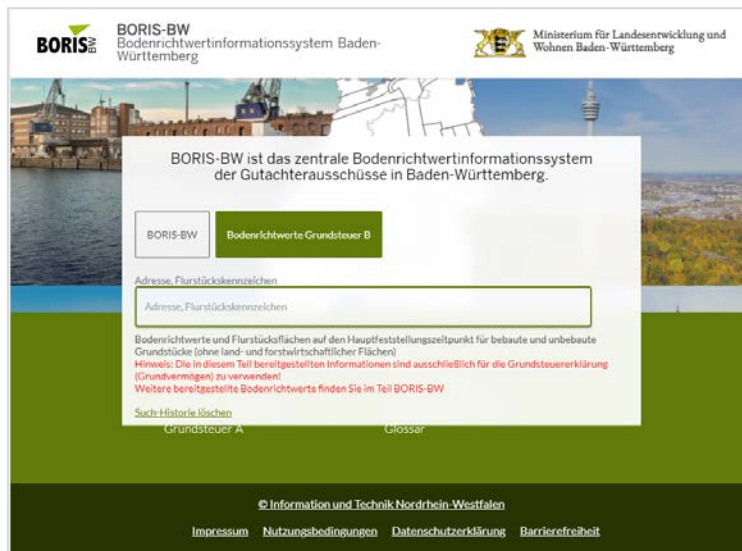 BORIS BW
BORIS-BW
Bodenrichtwertinformationssystem Baden-
Württemberg
Ministerium für Landesentwicklung und
Wohnen Baden-Württemberg
BORIS-BW ist das zentrale Bodenrichtwertinformationssystem
der Gutachterausschüsse in Baden-Württemberg.
BORIS-BW
Bodenrichtwerte Grundsteuer B
Adresse, Flurstückskennzeichen
Adresse, Flurstückskennzeichen
Bodenrichtwerte und Flurstücksflächen auf den Hauptfeststellungszeitpunkt für bebaute und unbebaute
Grundstücke (ohne land- und forstwirtschaftlicher Flächen)
Hinweis: Die in diesem Teil bereitgestellten Informationen sind ausschließlich für die Grundsteuererklärung
(Grundvermögen) zu verwenden!
Weitere bereitgestellte Bodenrichtwerte finden Sie im Teil BORIS-BW
Such-Historie löschen
Grundsteuer A
Glossar
© Information und Technik Nordrhein-Westfalen
Impressum Nutzungsbedingungen Datenschutzerklärung Barrierefreiheit